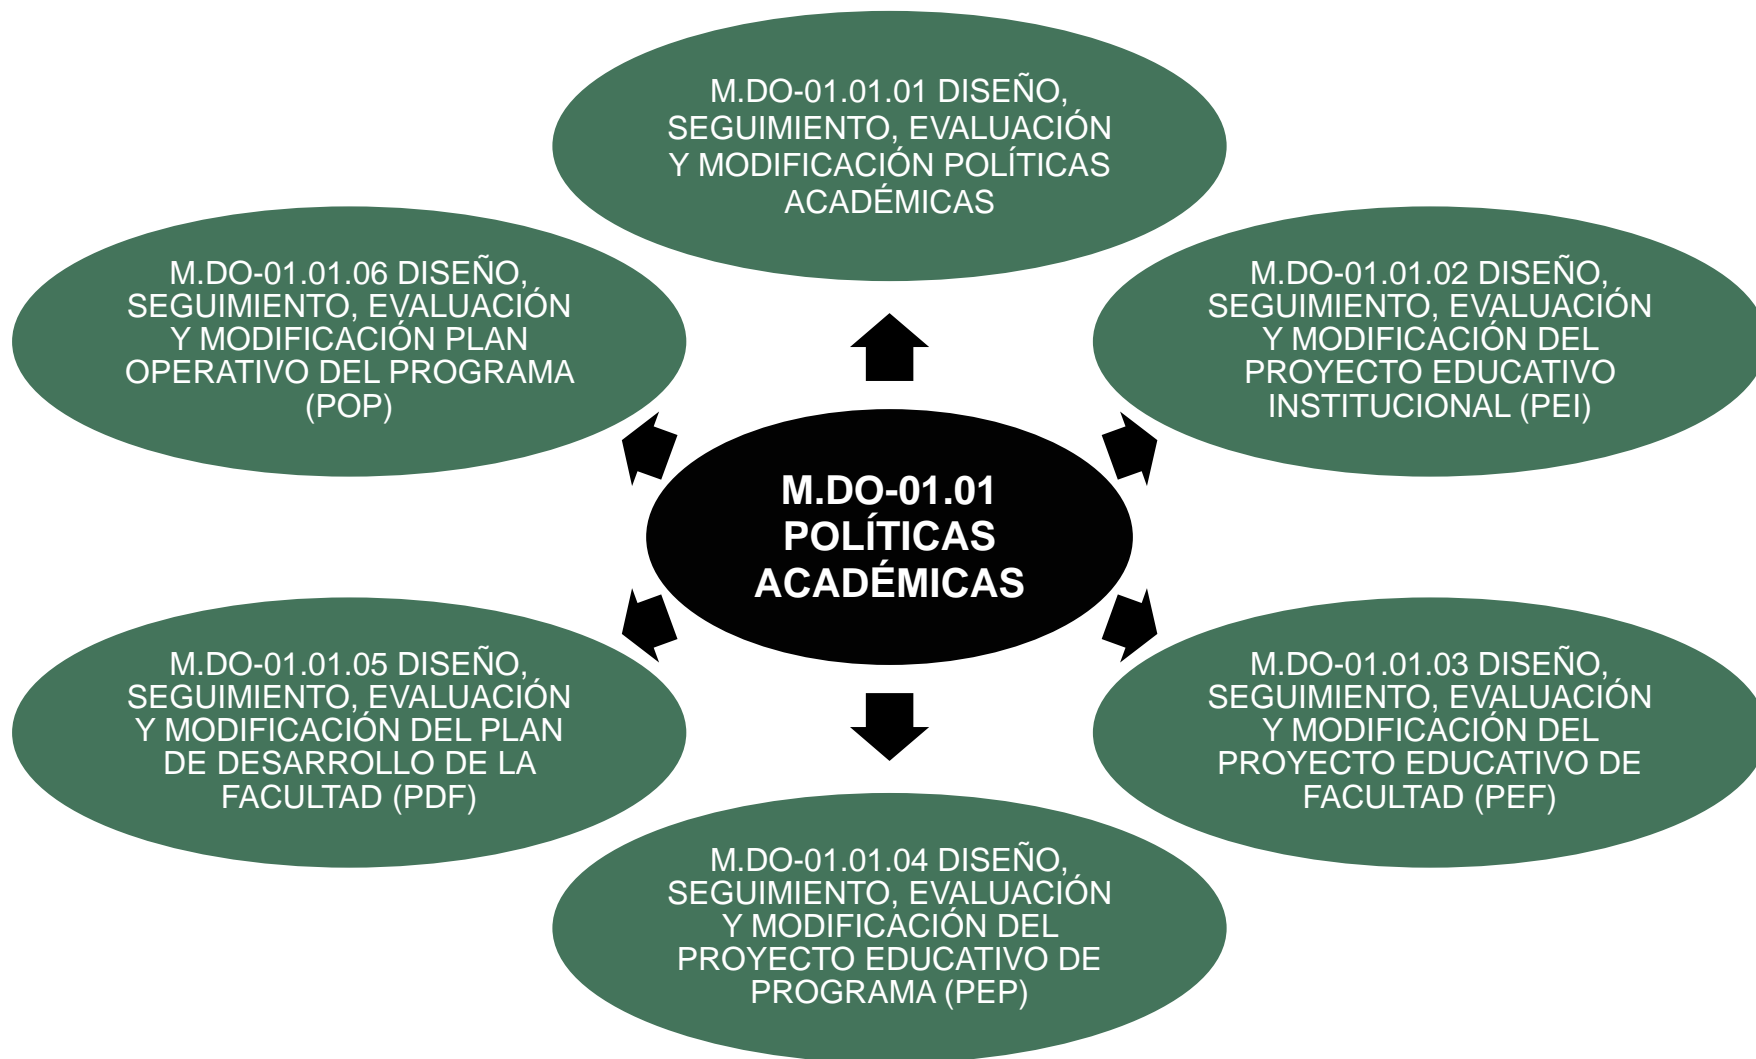 M.DO-01.01.01 DISEÑO,
SEGUIMIENTO, EVALUACIÓN
Y MODIFICACIÓN POLÍTICAS
ACADÉMICAS
M.DO-01.01.06 DISEÑO,
SEGUIMIENTO, EVALUACIÓN
Y MODIFICACIÓN PLAN
OPERATIVO DEL PROGRAMA
(POP)
M.DO-01.01.02 DISEÑO,
SEGUIMIENTO, EVALUACIÓN
Y MODIFICACIÓN DEL
PROYECTO EDUCATIVO
INSTITUCIONAL (PEI)
M.DO-01.01
POLÍTICAS
ACADÉMICAS
M.DO-01.01.05 DISEÑO,
SEGUIMIENTO, EVALUACIÓN
Y MODIFICACIÓN DEL PLAN
DE DESARROLLO DE LA
FACULTAD (PDF)
M.DO-01.01.03 DISEÑO,
SEGUIMIENTO, EVALUACIÓN
Y MODIFICACIÓN DEL
PROYECTO EDUCATIVO DE
FACULTAD (PEF)
M.DO-01.01.04 DISEÑO,
SEGUIMIENTO, EVALUACIÓN
Y MODIFICACIÓN DEL
PROYECTO EDUCATIVO DE
PROGRAMA (PEP)